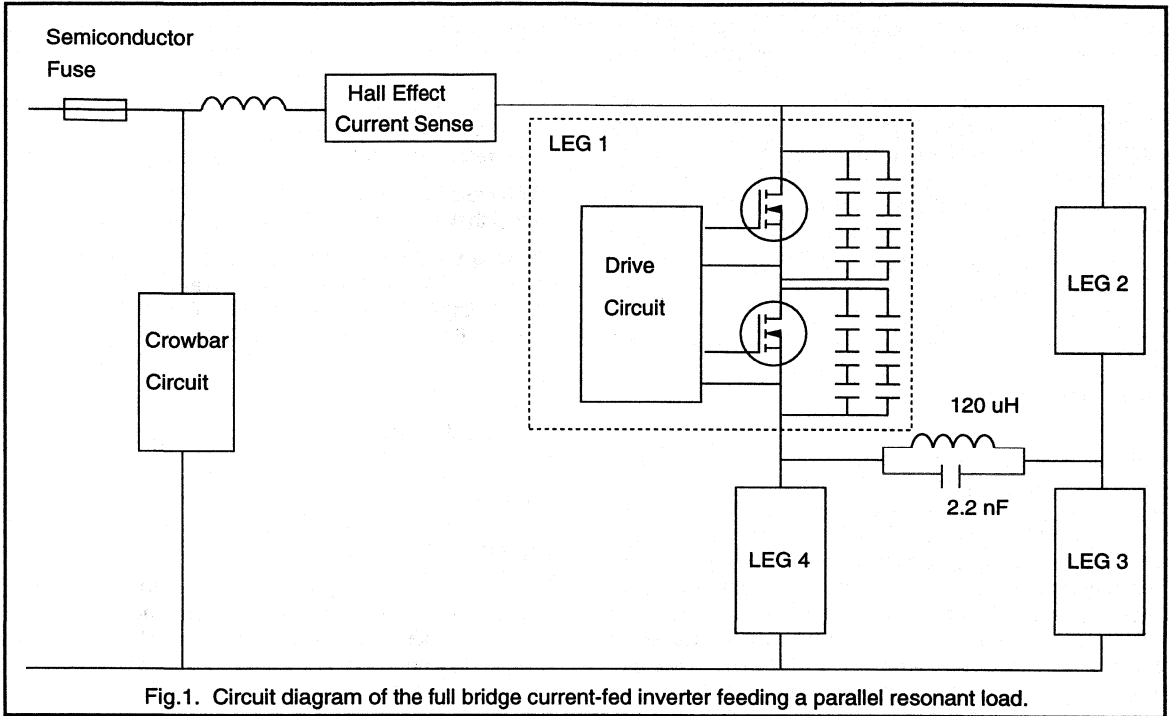 Semiconductor
Fuse
Hall Effect
Current Sense
LEG 1
Drive
Circuit
LEG 2
Crowbar
Circuit
120 uH
2.2 nF
LEG 4
LEG 3
Fig.1. Circuit diagram of the full bridge current-fed inverter feeding a parallel resonant load.